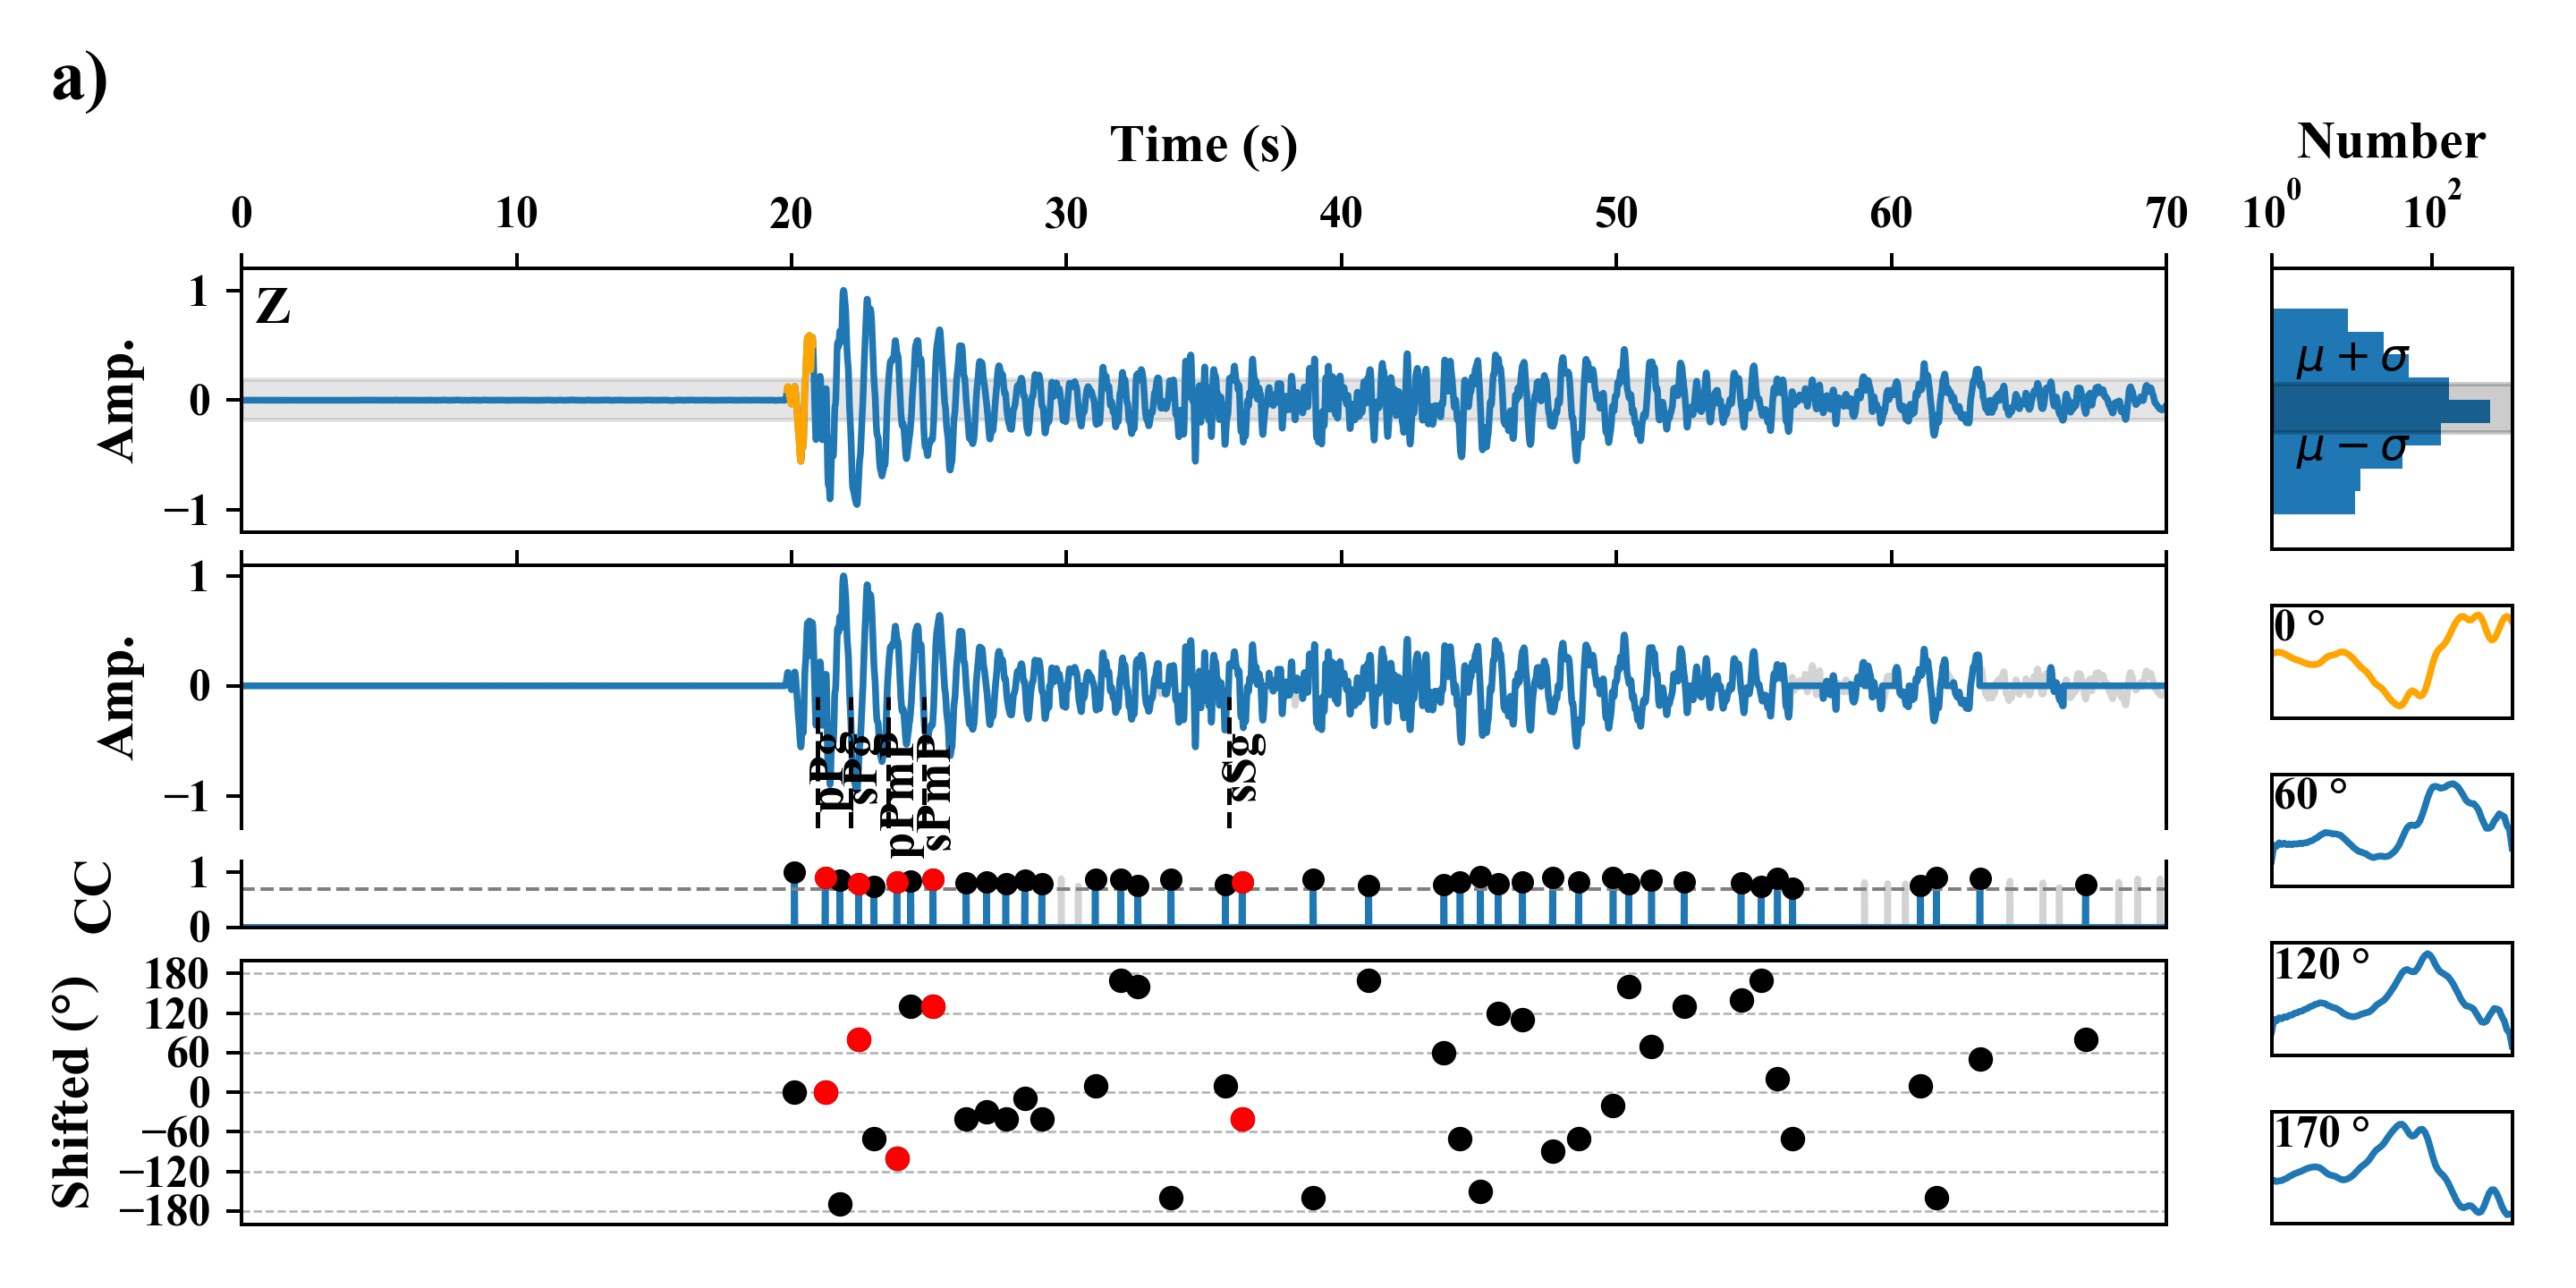 a)
Time (s)
Number
0 10 20 30 40 50 60 70
10^0 10^2
Z
Amp.
1
0
−1
μ + σ
μ − σ
Amp.
1
0
−1
pPg
sPg
pPmP
sPmP
sSg
0 °
60 °
CC
1
0
120 °
Shifted (°)
180
120
60
0
−60
−120
−180
170 °